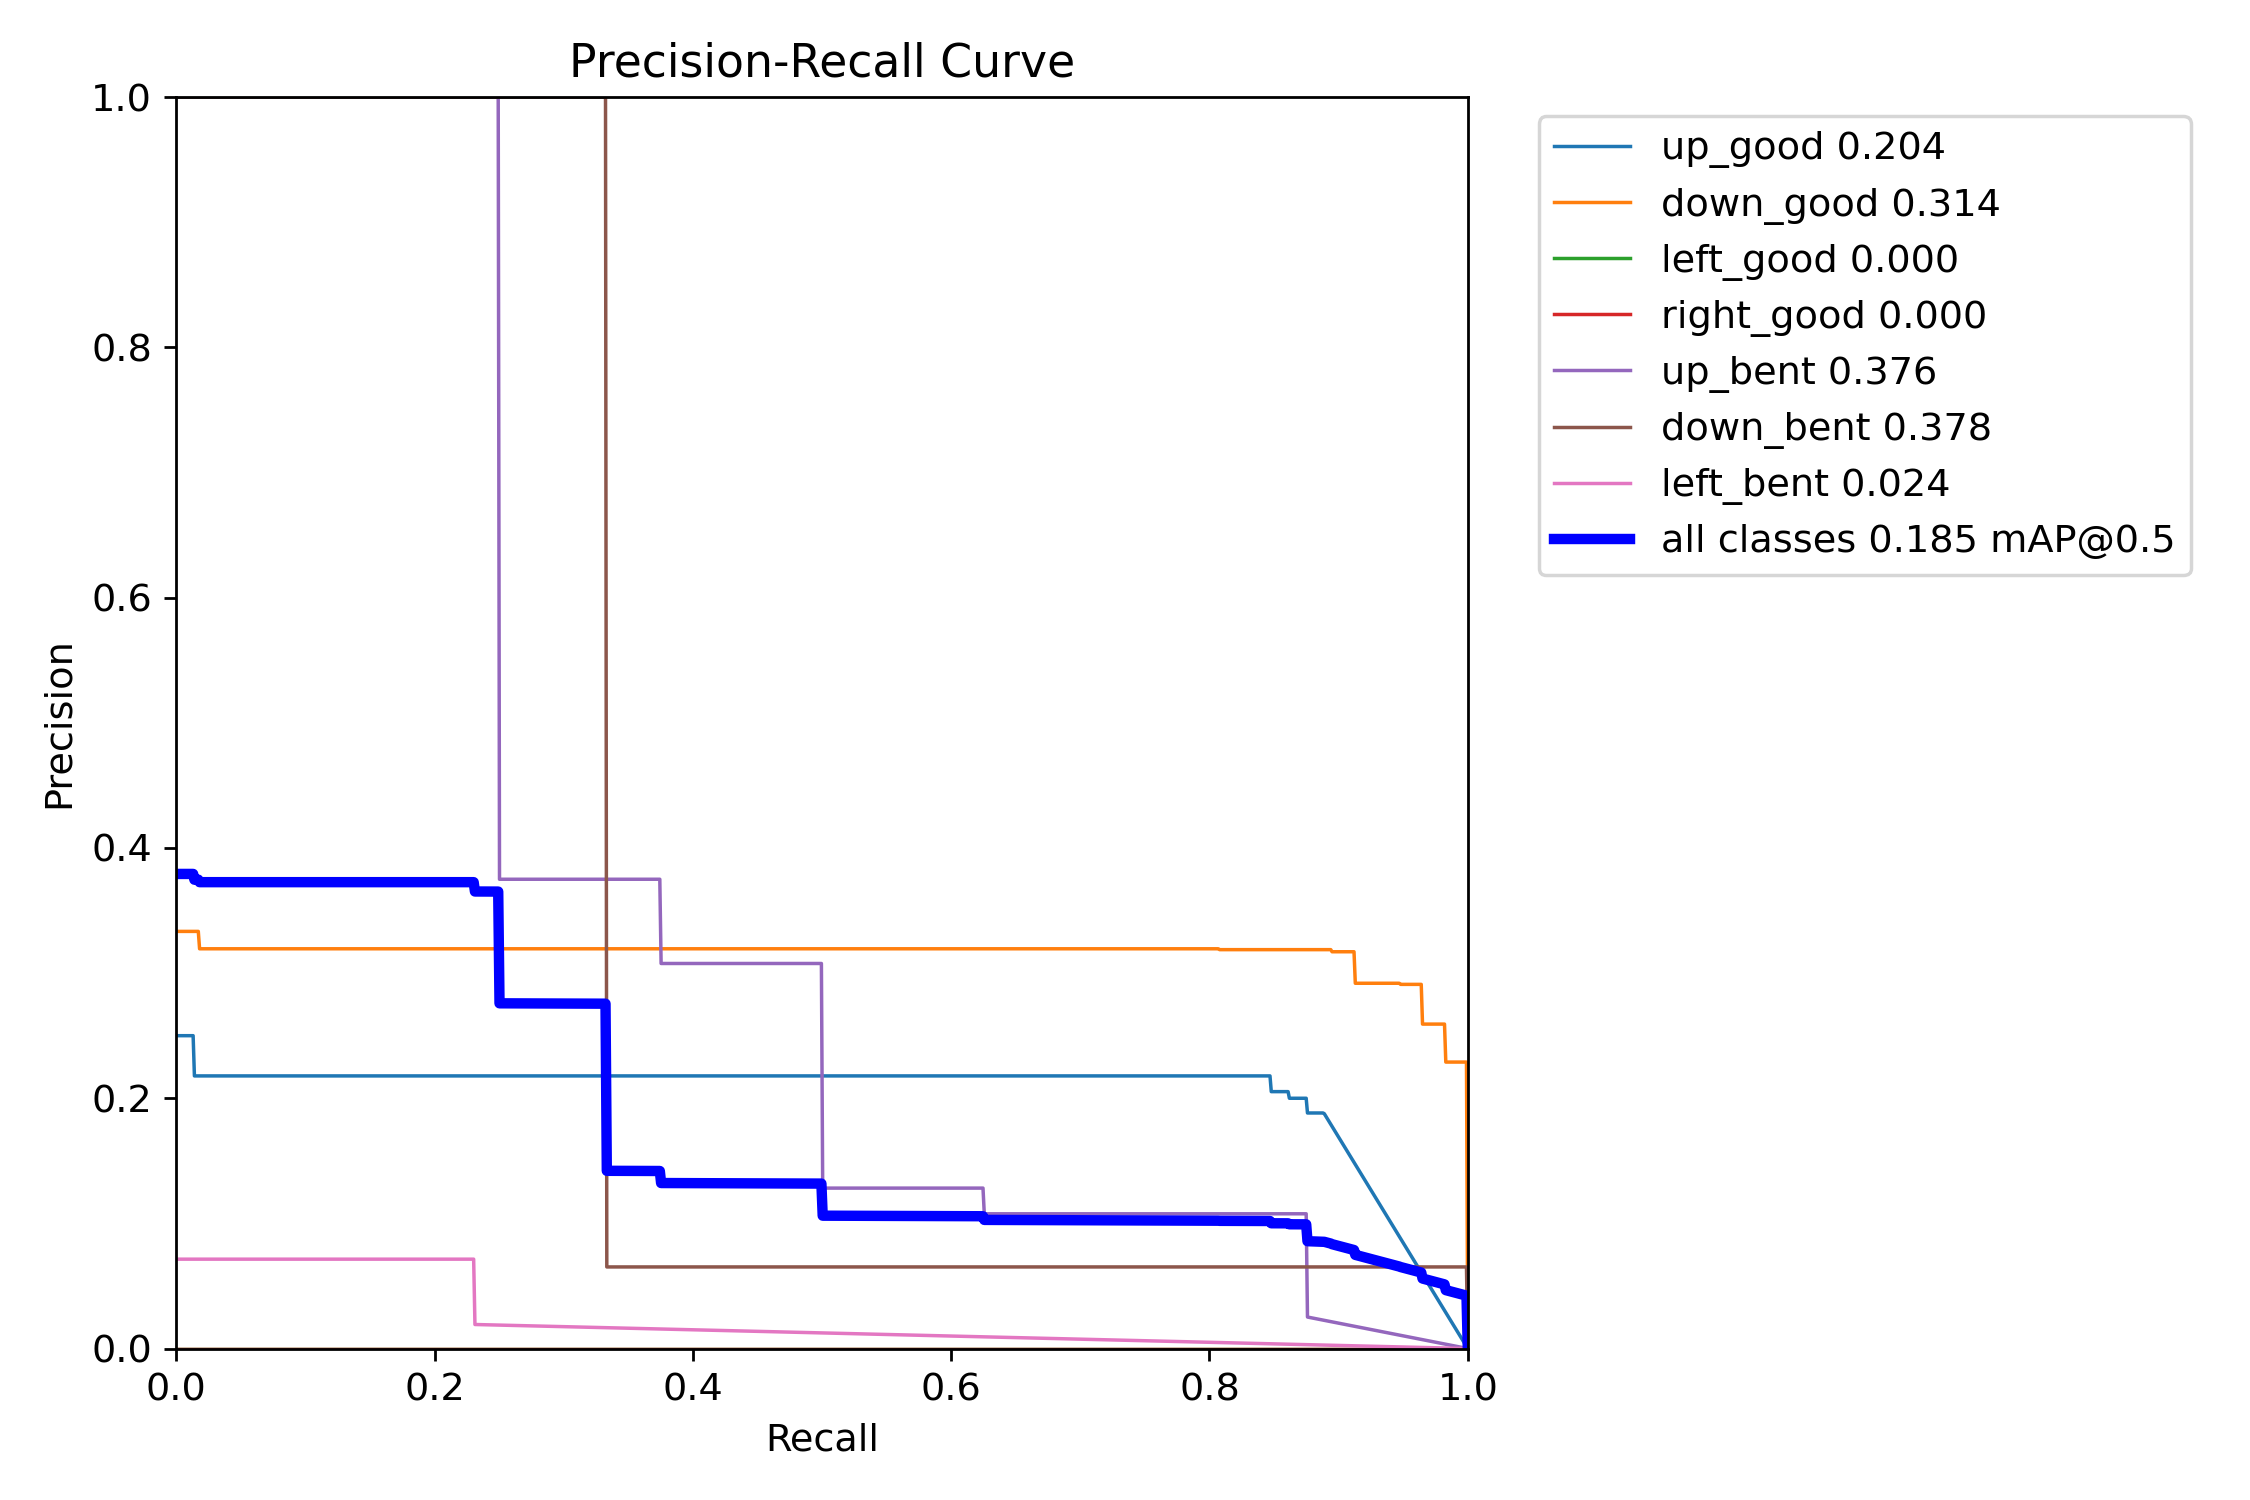 Precision-Recall Curve
1.0
0.8
0.6
0.4
0.2
0.0
Precision
0.0 0.2 0.4 0.6 0.8 1.0
Recall
up_good 0.204
down_good 0.314
left_good 0.000
right_good 0.000
up_bent 0.376
down_bent 0.378
left_bent 0.024
all classes 0.185 mAP@0.5